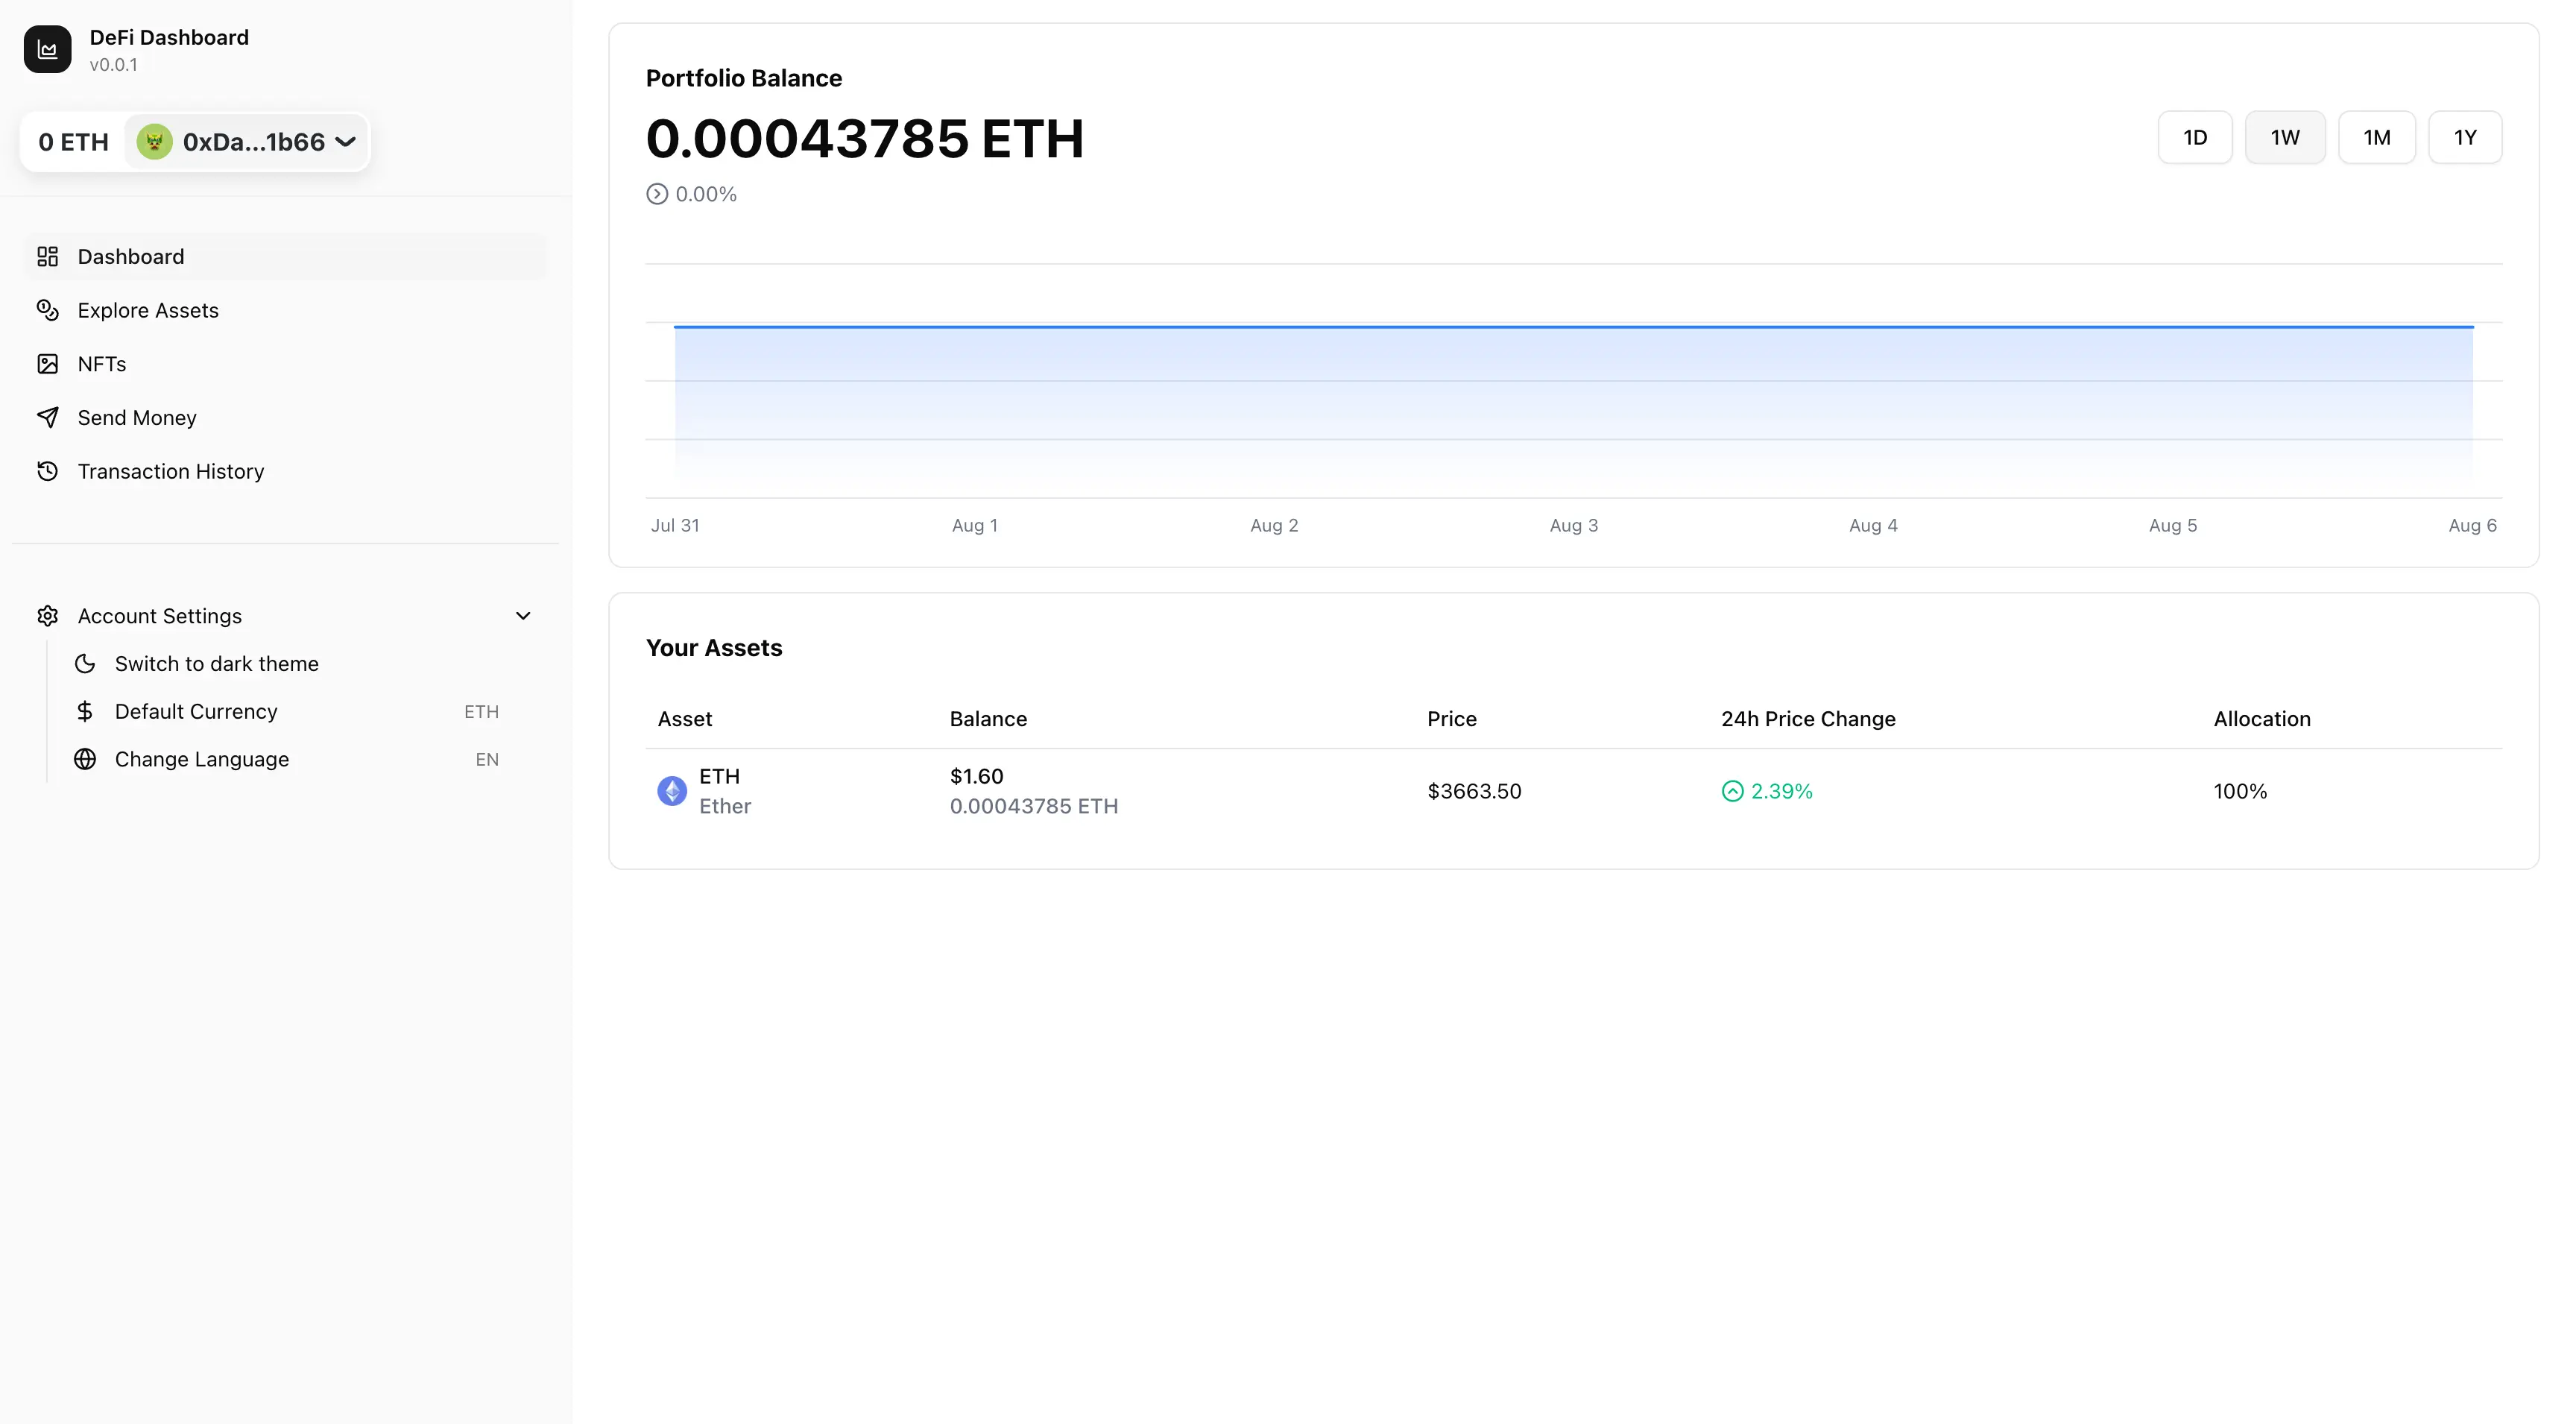 DeFi Dashboard
v0.0.1
0 ETH 0xDa...1b66
Dashboard
Explore Assets
NFTs
Send Money
Transaction History
Account Settings
Switch to dark theme
Default Currency ETH
Change Language EN
Portfolio Balance
0.00043785 ETH
0.00%
1D 1W 1M 1Y
Jul 31 Aug 1 Aug 2 Aug 3 Aug 4 Aug 5 Aug 6
Your Assets
Asset Balance Price 24h Price Change Allocation
ETH $1.60
Ether 0.00043785 ETH
$3663.50 2.39% 100%